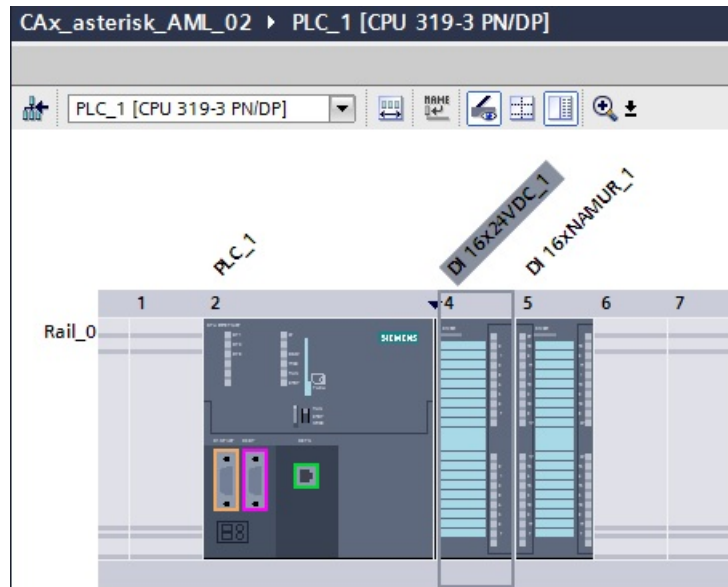 CAx_asterisk_AML_02 ▸ PLC_1 [CPU 319-3 PN/DP]
PLC_1 [CPU 319-3 PN/DP]
NAME
PLC_1
DI 16x24VDC_1
DI 16xNAMUR_1
1 2 4 5 6 7
Rail_0
SIEMENS